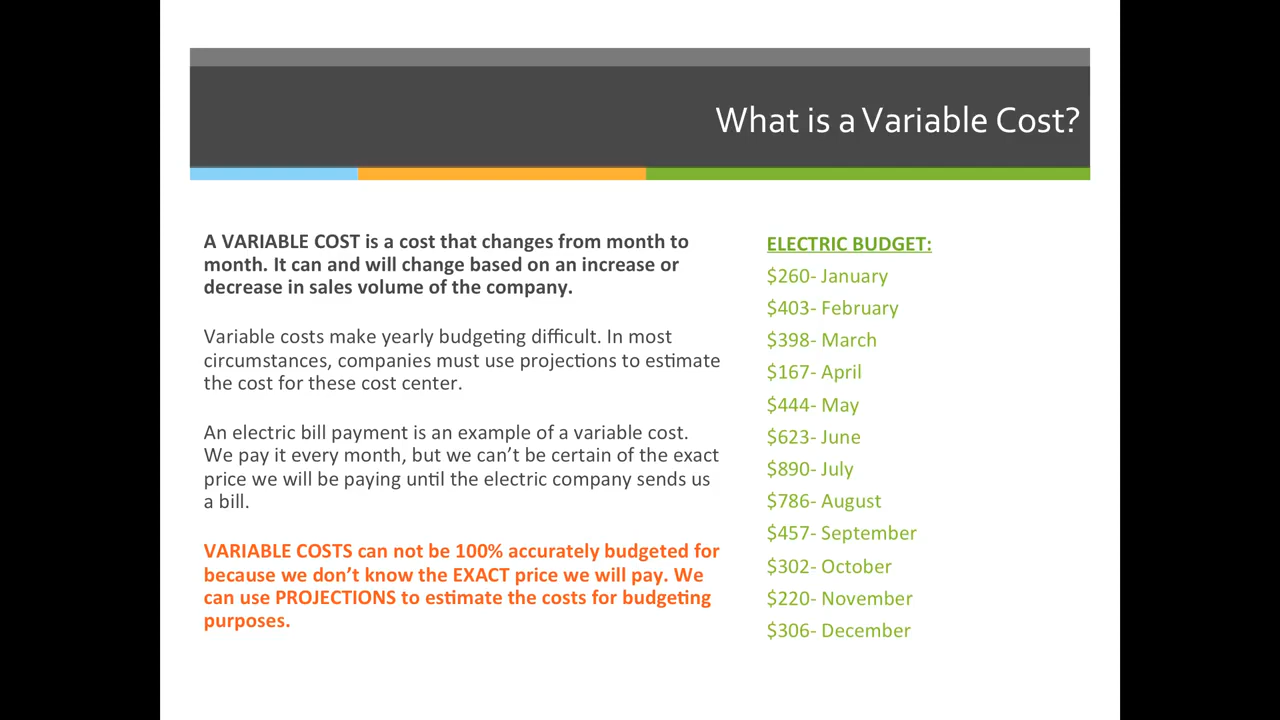 What is a Variable Cost?
A VARIABLE COST is a cost that changes from month to
month. It can and will change based on an increase or
decrease in sales volume of the company.
Variable costs make yearly budgeting difficult. In most
circumstances, companies must use projections to estimate
the cost for these cost center.
An electric bill payment is an example of a variable cost.
We pay it every month, but we can’t be certain of the exact
price we will be paying until the electric company sends us
a bill.
VARIABLE COSTS can not be 100% accurately budgeted for
because we don’t know the EXACT price we will pay. We
can use PROJECTIONS to estimate the costs for budgeting
purposes.
ELECTRIC BUDGET:
$260- January
$403- February
$398- March
$167- April
$444- May
$623- June
$890- July
$786- August
$457- September
$302- October
$220- November
$306- December